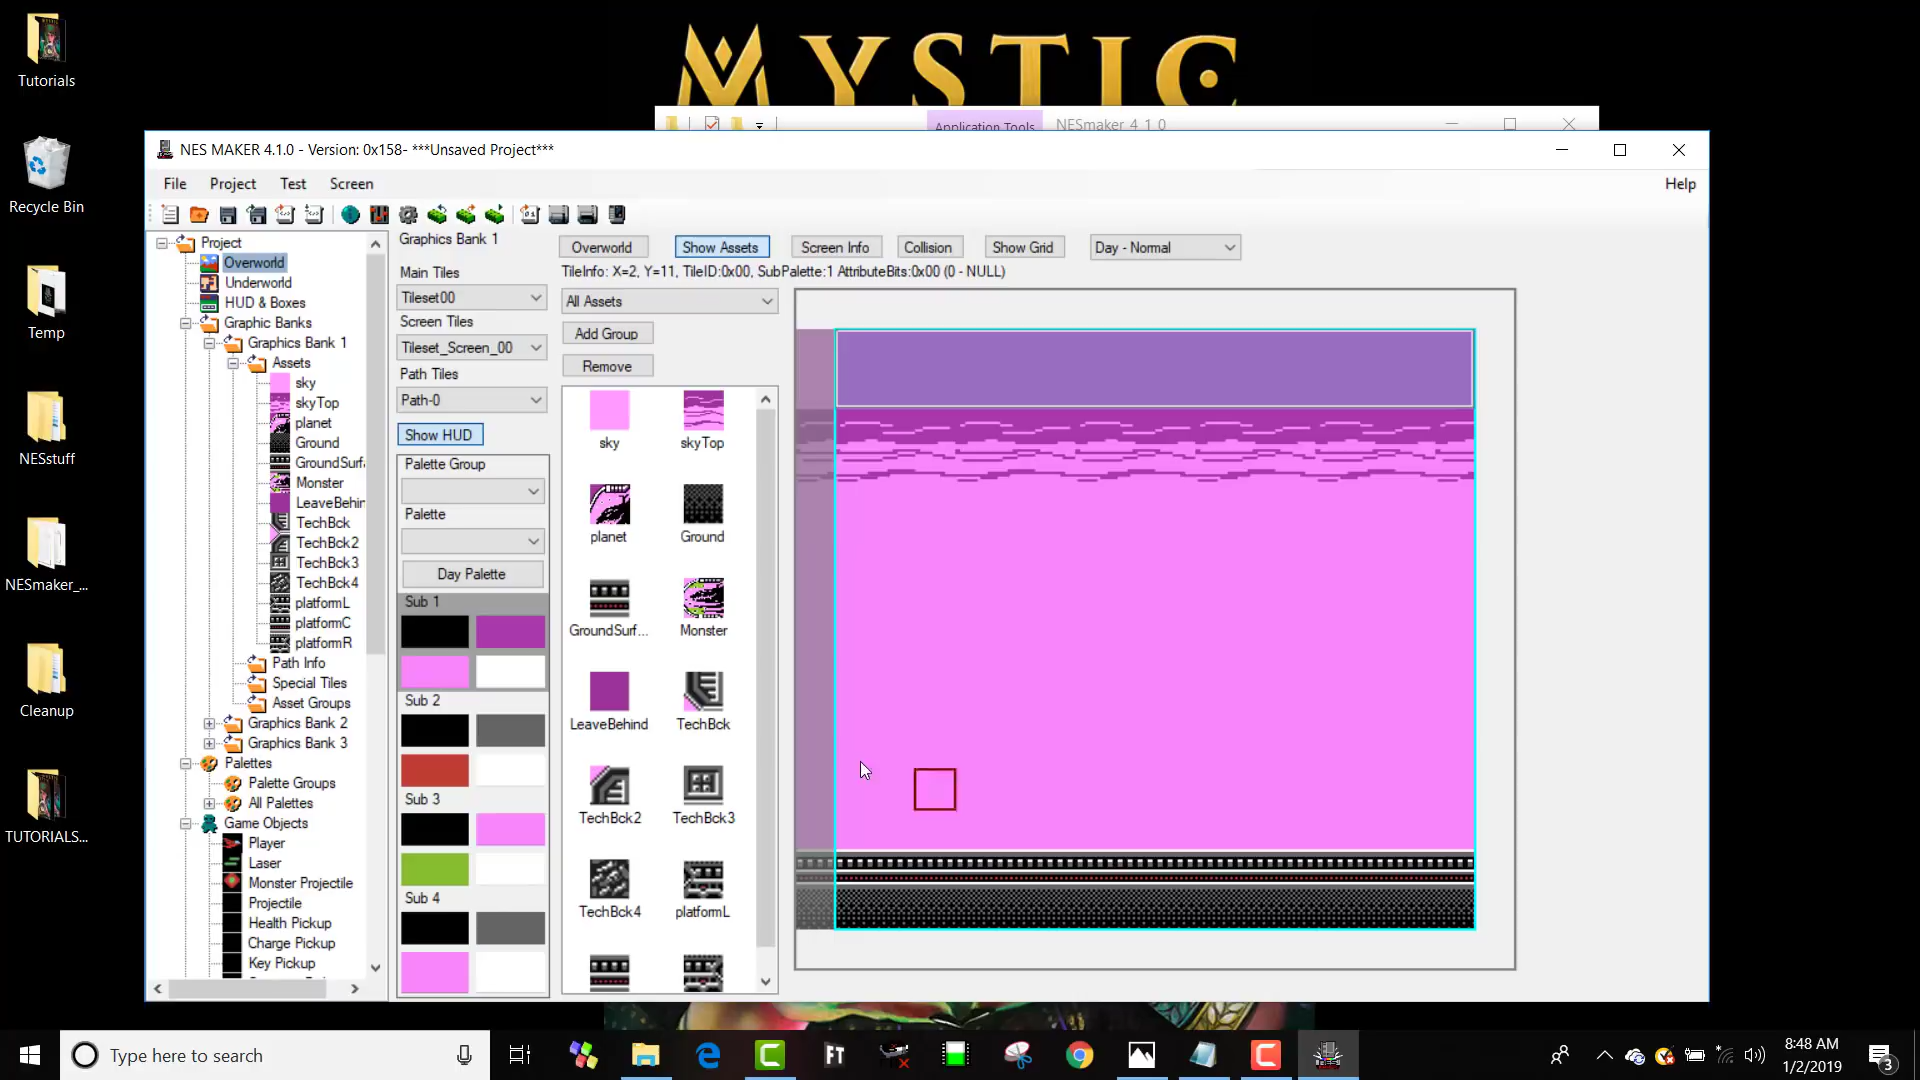 MYSTIC
Tutorials
Recycle Bin
Temp
NESstuff
NESmaker_...
Cleanup
TUTORIALS...
Application Tools
NESmaker_4_1_0
NES MAKER 4.1.0 - Version: 0x158- ***Unsaved Project***
File Project Test Screen Help
Project
Overworld
Underworld
HUD & Boxes
Graphic Banks
Graphics Bank 1
Assets
sky
skyTop
planet
Ground
GroundSurf
Monster
LeaveBehin
TechBck
TechBck2
TechBck3
TechBck4
platformL
platformC
platformR
Path Info
Special Tiles
Asset Groups
Graphics Bank 2
Graphics Bank 3
Palettes
Palette Groups
All Palettes
Game Objects
Player
Laser
Monster Projectile
Projectile
Health Pickup
Charge Pickup
Key Pickup
Graphics Bank 1
Main Tiles
Tileset00
Screen Tiles
Tileset_Screen_00
Path Tiles
Path-0
Show HUD
Palette Group
Palette
Day Palette
Sub 1
Sub 2
Sub 3
Sub 4
Overworld Show Assets Screen Info Collision Show Grid Day - Normal
TileInfo: X=2, Y=11, TileID:0x00, SubPalette:1 AttributeBits:0x00 (0 - NULL)
All Assets
Add Group
Remove
sky skyTop
planet Ground
GroundSurf... Monster
LeaveBehind TechBck
TechBck2 TechBck3
TechBck4 platformL
Type here to search
FT
8:48 AM
1/2/2019
3